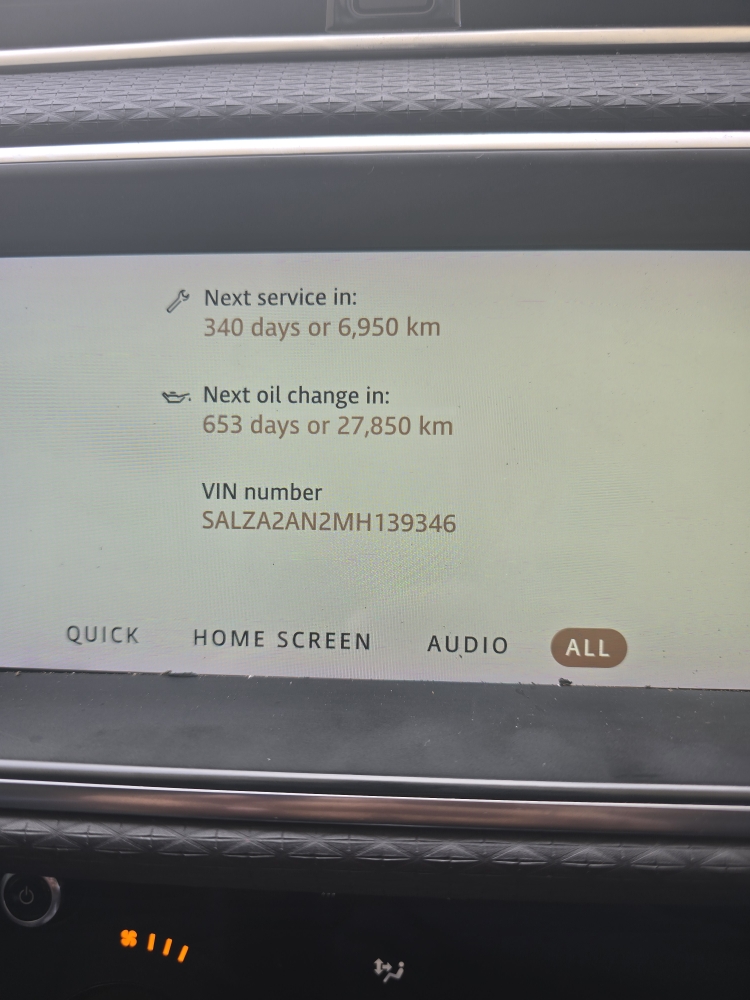 Next service in:
340 days or 6,950 km
Next oil change in:
653 days or 27,850 km
VIN number
SALZA2AN2MH139346
QUICK HOME SCREEN AUDIO ALL